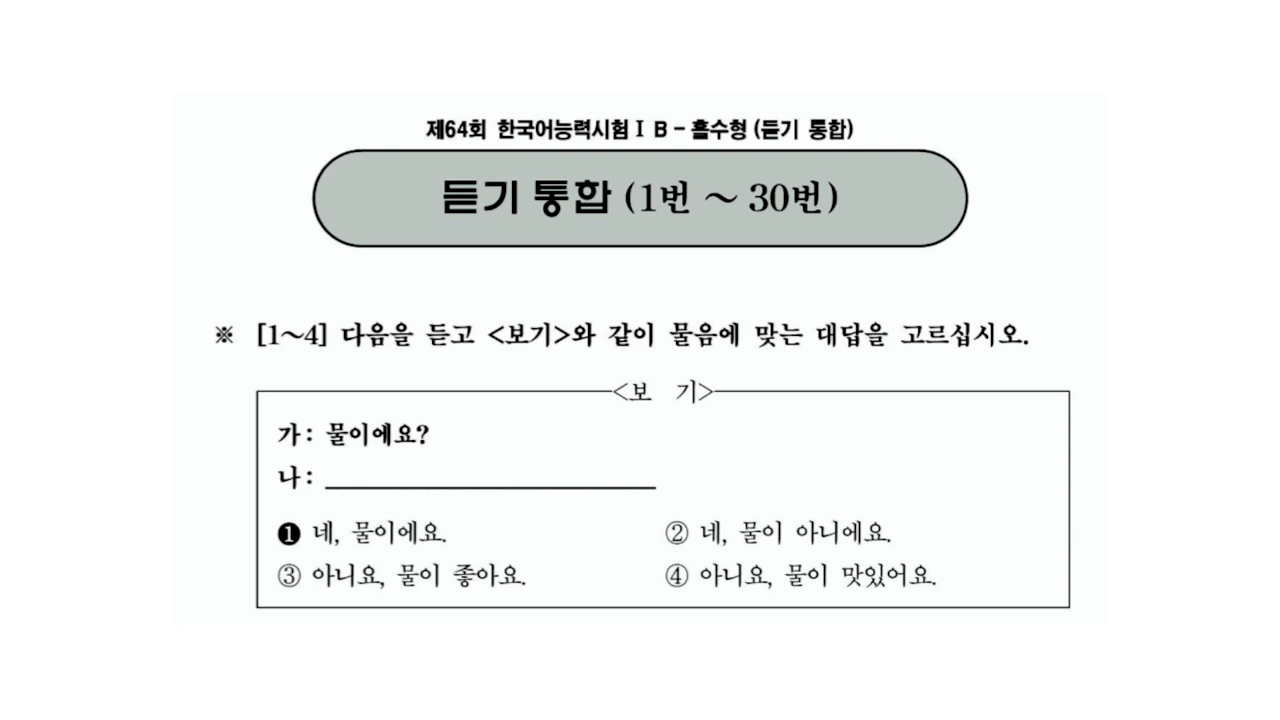 제64회 한국어능력시험 I B - 홀수형 (듣기 통합)
듣기 통합 (1번 ~ 30번)
※ [1~4] 다음을 듣고 <보기>와 같이 물음에 맞는 대답을 고르십시오.
<보 기>
가: 물이에요?
나: ____________________
❶ 네, 물이에요. ② 네, 물이 아니에요.
③ 아니요, 물이 좋아요. ④ 아니요, 물이 맛있어요.